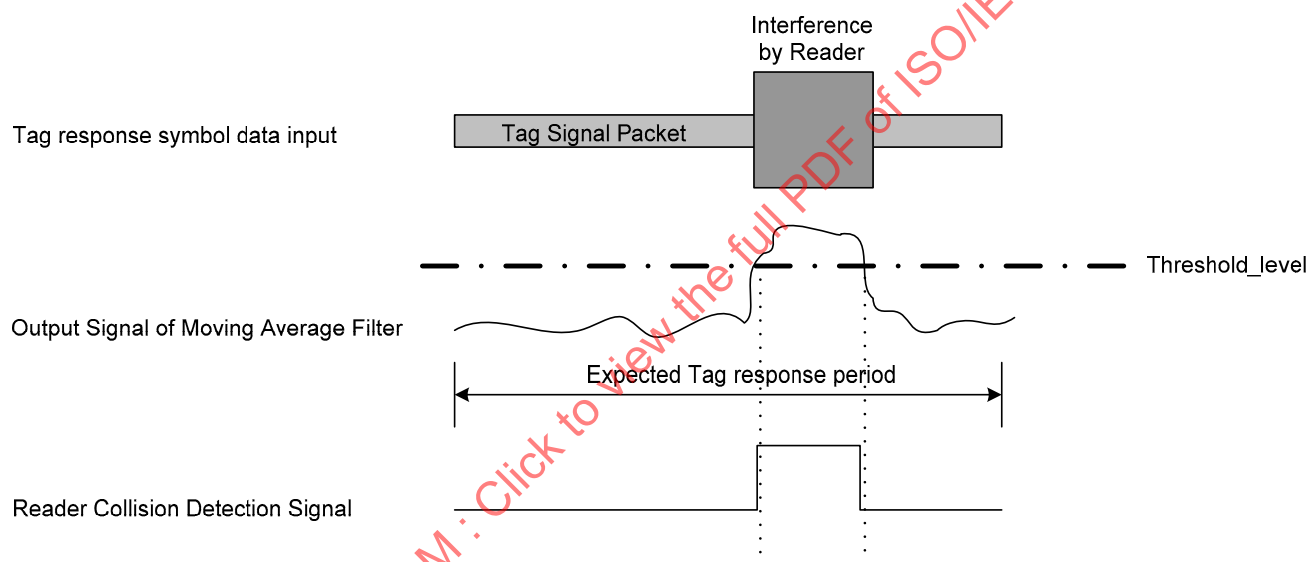 Interference
by Reader
Tag response symbol data input
Tag Signal Packet
Threshold_level
Output Signal of Moving Average Filter
Expected Tag response period
Reader Collision Detection Signal
M : Click to view the full PDF of ISO/IE